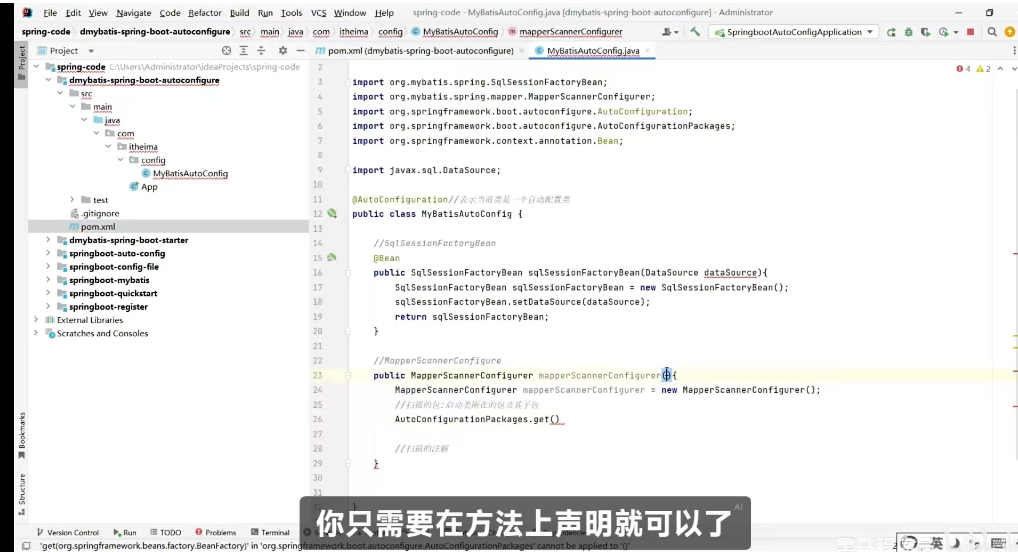 File Edit View Navigate Code Refactor Build Run Tools VCS Window Help spring-code - MyBatisAutoConfig.java [dmybatis-spring-boot-autoconfigure] - Administrator
spring-code dmybatis-spring-boot-autoconfigure src main java com itheima config MyBatisAutoConfig mapperScannerConfigurer SpringbootAutoConfigApplication
Project
pom.xml (dmybatis-spring-boot-autoconfigure)
MyBatisAutoConfig.java
Project
spring-code C:\Users\Administrator\IdeaProjects\spring-code
dmybatis-spring-boot-autoconfigure
src
main
java
com
itheima
config
MyBatisAutoConfig
App
test
.gitignore
pom.xml
dmybatis-spring-boot-starter
springboot-auto-config
springboot-config-file
springboot-mybatis
springboot-quickstart
springboot-register
External Libraries
Scratches and Consoles
Bookmarks
Structure
4 2
2
3 import org.mybatis.spring.SqlSessionFactoryBean;
4 import org.mybatis.spring.mapper.MapperScannerConfigurer;
5 import org.springframework.boot.autoconfigure.AutoConfiguration;
6 import org.springframework.boot.autoconfigure.AutoConfigurationPackages;
7 import org.springframework.context.annotation.Bean;
8
9 import javax.sql.DataSource;
10
11 @AutoConfiguration//表示当前类是一个自动配置类
12 public class MyBatisAutoConfig {
13
14 //SqlSessionFactoryBean
15 @Bean
16 public SqlSessionFactoryBean sqlSessionFactoryBean(DataSource dataSource){
17 SqlSessionFactoryBean sqlSessionFactoryBean = new SqlSessionFactoryBean();
18 sqlSessionFactoryBean.setDataSource(dataSource);
19 return sqlSessionFactoryBean;
20 }
21
22 //MapperScannerConfigure
23 public MapperScannerConfigurer mapperScannerConfigurer(){
24 MapperScannerConfigurer mapperScannerConfigurer = new MapperScannerConfigurer();
25 //扫描的包:启动类所在的包及其子包
26 AutoConfigurationPackages.get()
27
28 //扫描的注解
29 }
30
31
你只需要在方法上声明就可以了
AI
Version Control Run TODO Problems Terminal
'get(org.springframework.beans.factory.BeanFactory)' in 'org.springframework.boot.autoconfigure.AutoConfigurationPackages' cannot be applied to '()'
英